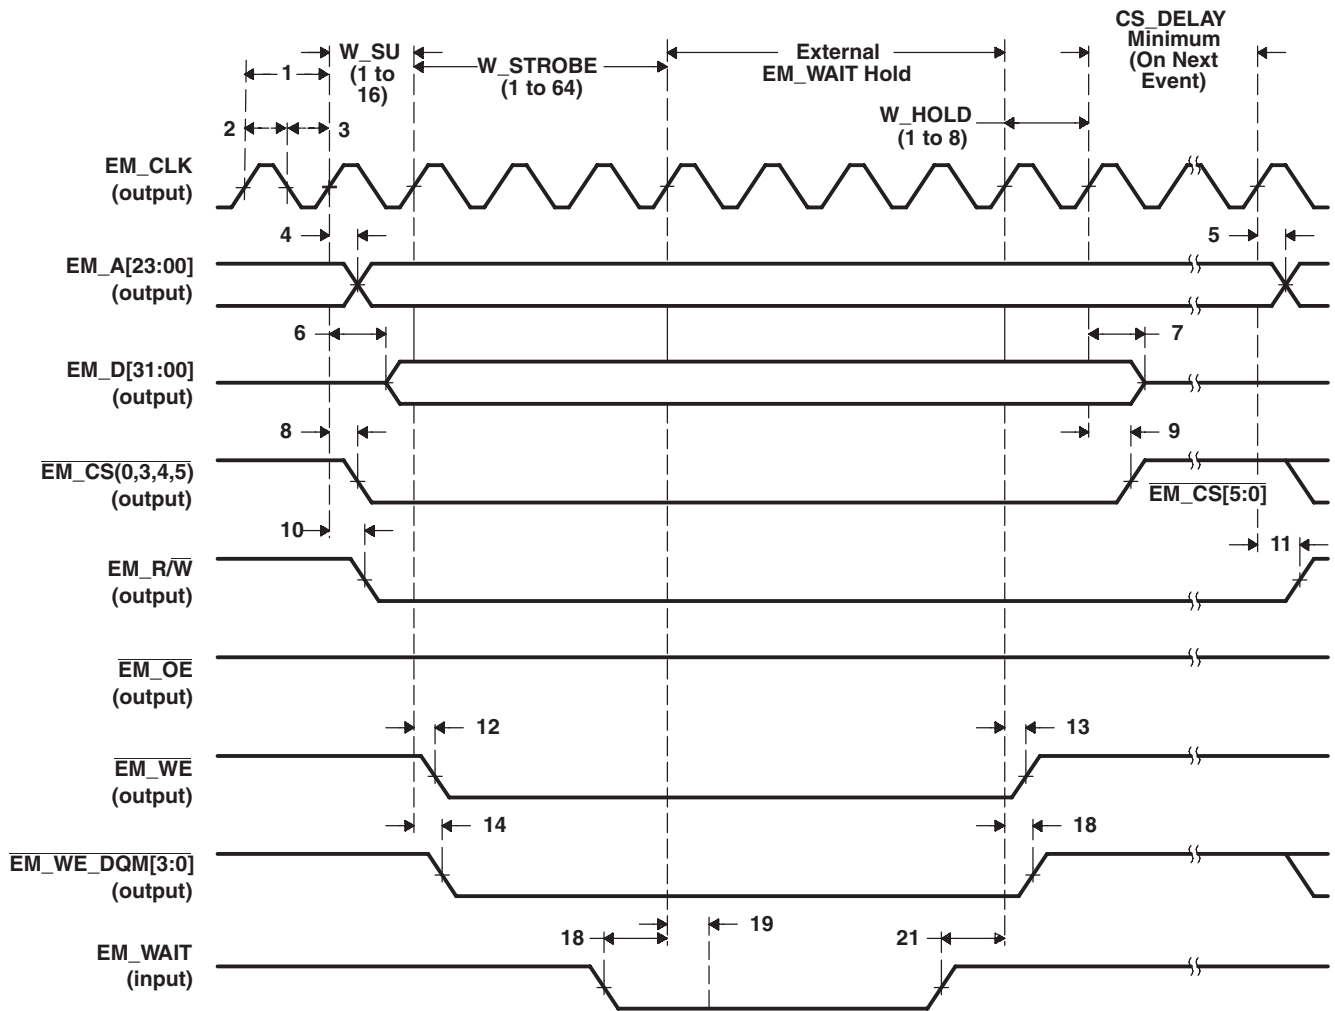 CS_DELAY
Minimum
(On Next
Event)
W_SU
(1 to
16)
External
EM_WAIT Hold
W_STROBE
(1 to 64)
1
W_HOLD
(1 to 8)
2
3
EM_CLK
(output)
4
5
EM_A[23:00]
(output)
6
7
EM_D[31:00]
(output)
8
9
EM_CS(0,3,4,5)
(output)
EM_CS[5:0]
10
11
EM_R/W
(output)
EM_OE
(output)
12
13
EM_WE
(output)
14
18
EM_WE_DQM[3:0]
(output)
19
18
21
EM_WAIT
(input)